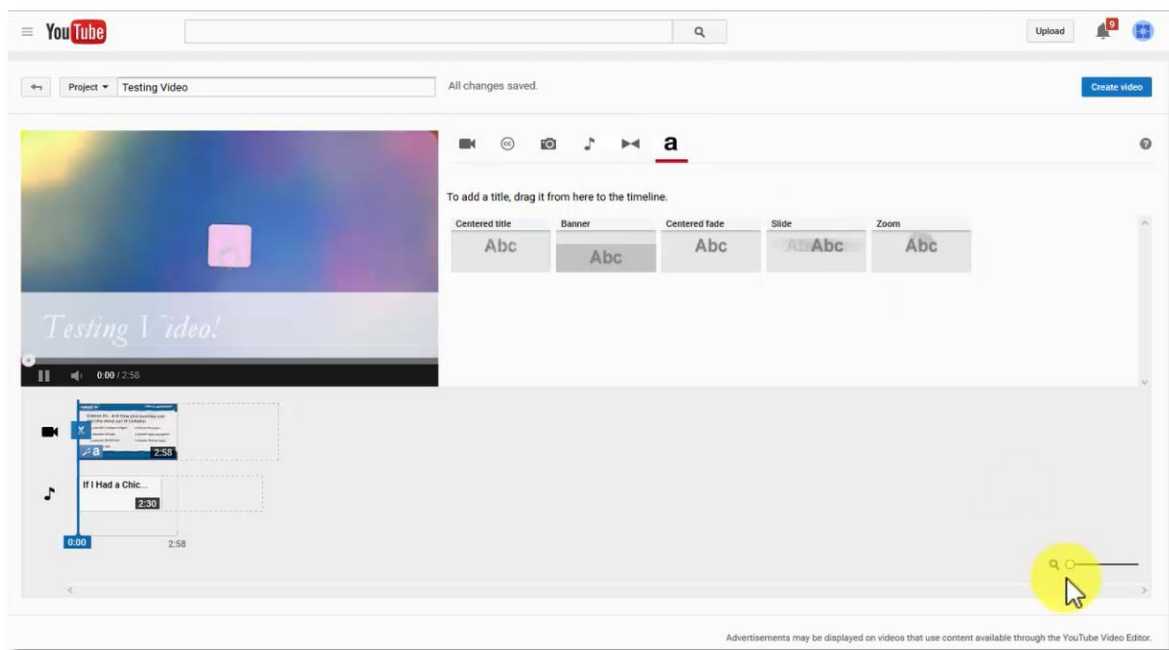 YouTube
Upload
9
Project
Testing Video
All changes saved.
Create video
cc
a
To add a title, drag it from here to the timeline.
Centered title
Banner
Centered fade
Slide
Zoom
Abc
Abc
Abc
Abc
Abc
Testing Video!
0:00 / 2:58
a
2:58
If I Had a Chic...
2:30
0:00
2:58
Advertisements may be displayed on videos that use content available through the YouTube Video Editor.